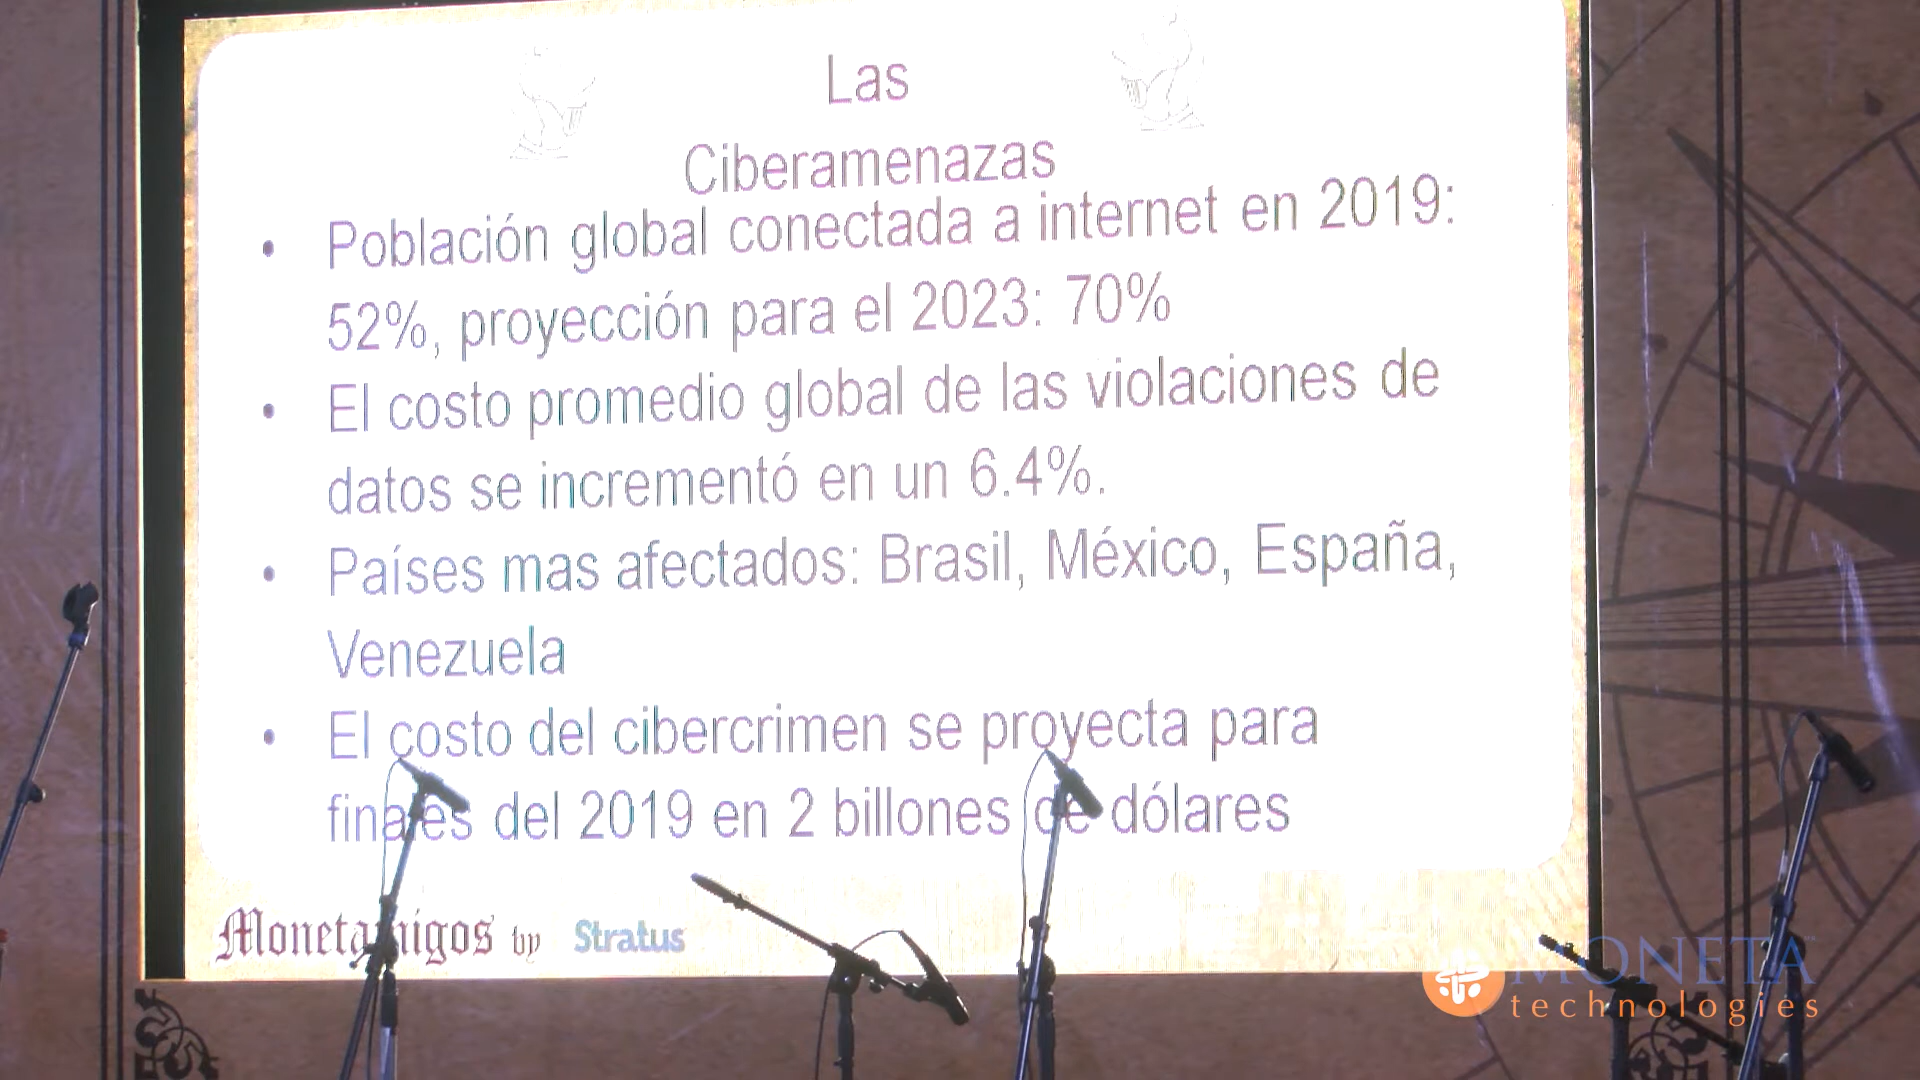 Las
Ciberamenazas
• Población global conectada a internet en 2019:
52%, proyección para el 2023: 70%
• El costo promedio global de las violaciones de
datos se incrementó en un 6.4%.
• Países mas afectados: Brasil, México, España,
Venezuela
• El costo del cibercrimen se proyecta para
finales del 2019 en 2 billones de dólares
Monetamigos by Stratus
MONETA
technologies